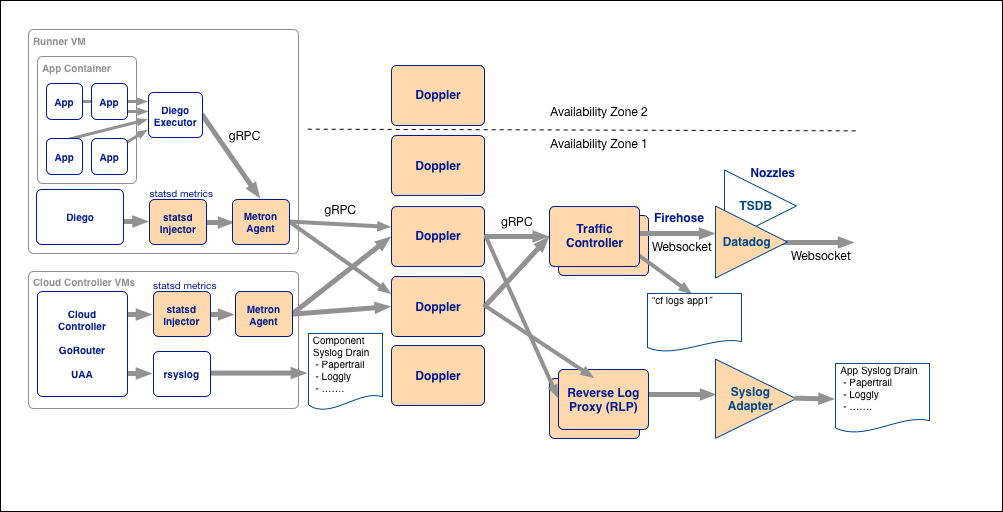 Runner VM
App Container
App
App
App
App
Diego
Executor
gRPC
Diego
statsd metrics
statsd
Injector
Metron
Agent
gRPC
Cloud Controller VMs
Cloud
Controller
GoRouter
UAA
statsd metrics
statsd
Injector
Metron
Agent
rsyslog
Component
Syslog Drain
- Papertrail
- Loggly
- .......
Doppler
Doppler
Doppler
Doppler
Doppler
Availability Zone 2
Availability Zone 1
gRPC
Traffic
Controller
Firehose
Websocket
Nozzles
TSDB
Datadog
Websocket
"cf logs app1"
Reverse Log
Proxy (RLP)
Syslog
Adapter
App Syslog Drain
- Papertrail
- Loggly
- .......